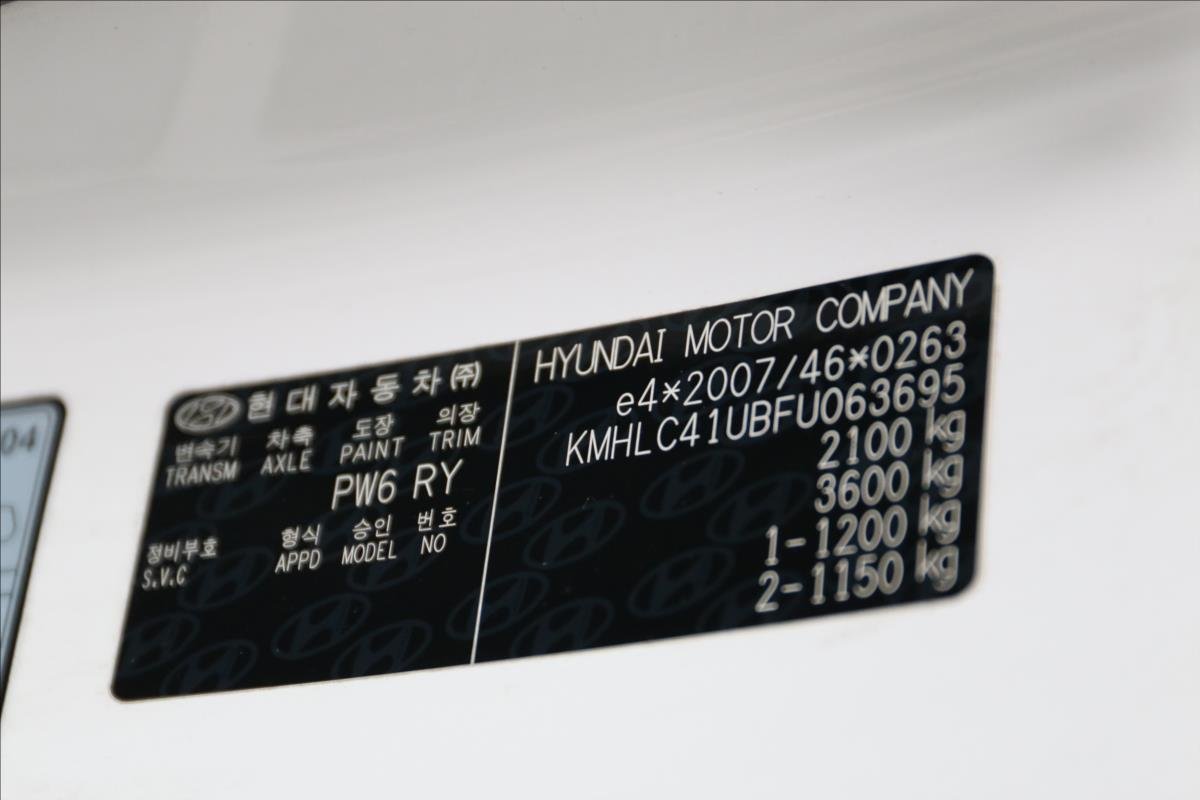 04
현대자동차㈜
변속기 차축 도장 의장
TRANSM AXLE PAINT TRIM
PW6 RY
정비부호 형식 승인 번호
S.V.C APPD MODEL NO
HYUNDAI MOTOR COMPANY
e4*2007/46*0263
KMHLC41UBFU063695
2100 kg
3600 kg
1-1200 kg
2-1150 kg